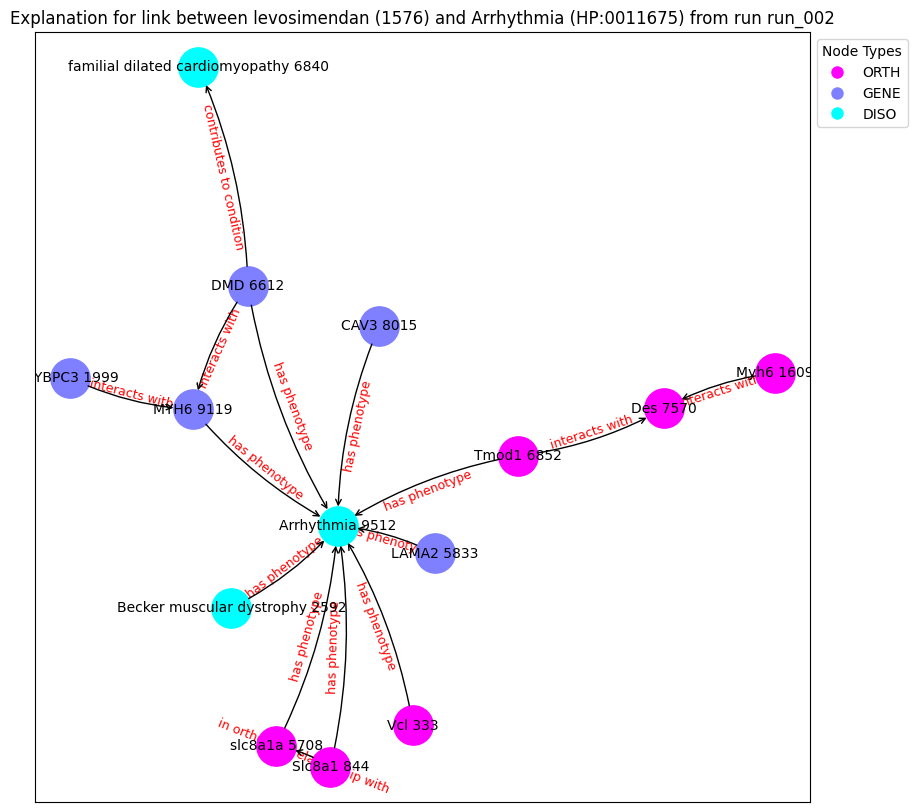 Explanation for link between levosimendan (1576) and Arrhythmia (HP:0011675) from run run_002
Node Types
ORTH
GENE
DISO
familial dilated cardiomyopathy 6840
contributes to condition
DMD 6612
interacts with
has phenotype
CAV3 8015
has phenotype
YBPC3 1999
interacts with
MYH6 9119
has phenotype
Myh6 1609
interacts with
Des 7570
interacts with
Tmod1 6852
has phenotype
Arrhythmia 9512
has phenotype
LAMA2 5833
has phenotype
Becker muscular dystrophy 2592
has phenotype
has phenotype
has phenotype
Vcl 333
slc8a1a 5708
Slc8a1 844